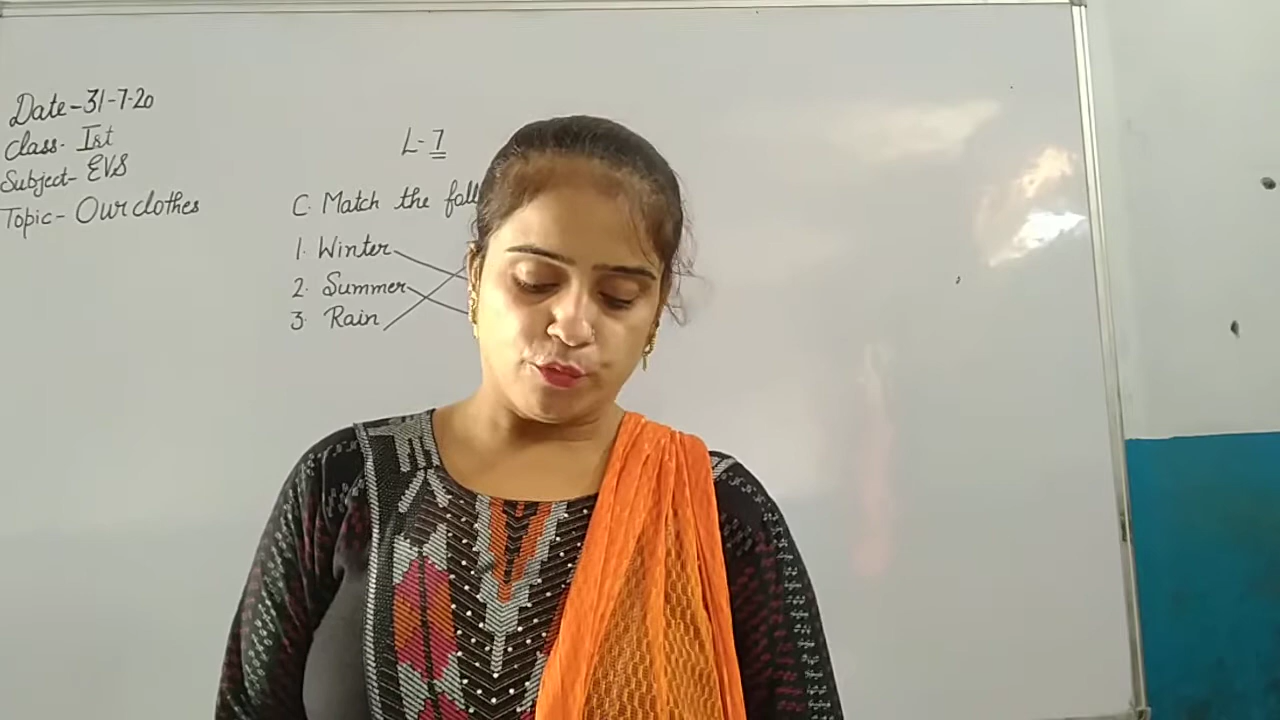 Date-31-7-20
Class- Ist
Subject- EVS
Topic- Our clothes
L-7
C. Match the
1. Winter
2. Summer
3. Rain